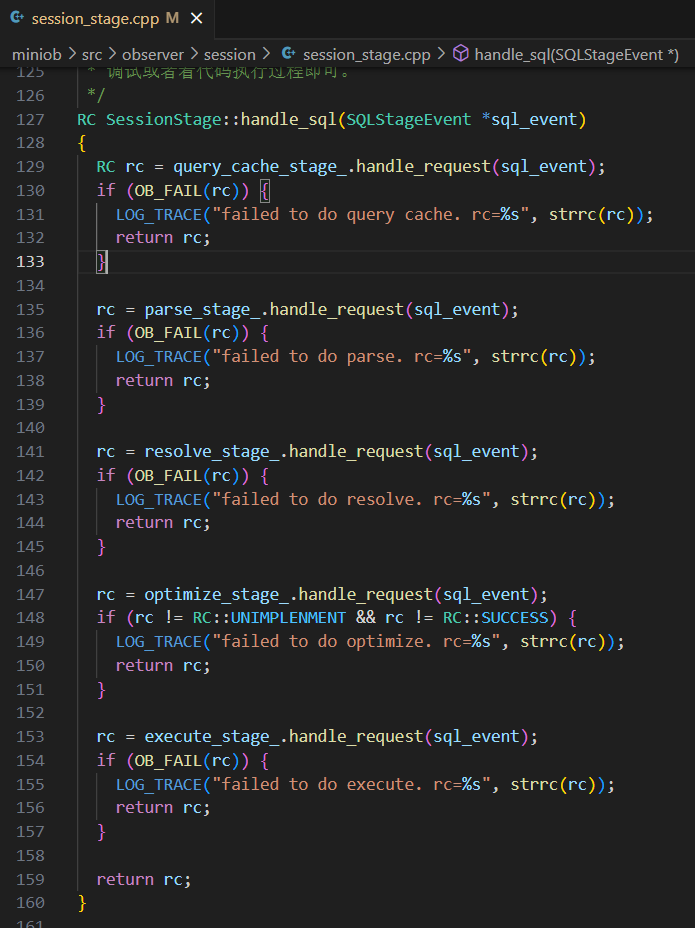 session_stage.cpp M
miniob > src > observer > session > session_stage.cpp > handle_sql(SQLStageEvent *)
125 * 调试或者看代码执行过程即可。
126 */
127 RC SessionStage::handle_sql(SQLStageEvent *sql_event)
128 {
129 RC rc = query_cache_stage_.handle_request(sql_event);
130 if (OB_FAIL(rc)) {
131 LOG_TRACE("failed to do query cache. rc=%s", strrc(rc));
132 return rc;
133 }
134
135 rc = parse_stage_.handle_request(sql_event);
136 if (OB_FAIL(rc)) {
137 LOG_TRACE("failed to do parse. rc=%s", strrc(rc));
138 return rc;
139 }
140
141 rc = resolve_stage_.handle_request(sql_event);
142 if (OB_FAIL(rc)) {
143 LOG_TRACE("failed to do resolve. rc=%s", strrc(rc));
144 return rc;
145 }
146
147 rc = optimize_stage_.handle_request(sql_event);
148 if (rc != RC::UNIMPLENMENT && rc != RC::SUCCESS) {
149 LOG_TRACE("failed to do optimize. rc=%s", strrc(rc));
150 return rc;
151 }
152
153 rc = execute_stage_.handle_request(sql_event);
154 if (OB_FAIL(rc)) {
155 LOG_TRACE("failed to do execute. rc=%s", strrc(rc));
156 return rc;
157 }
158
159 return rc;
160 }
161